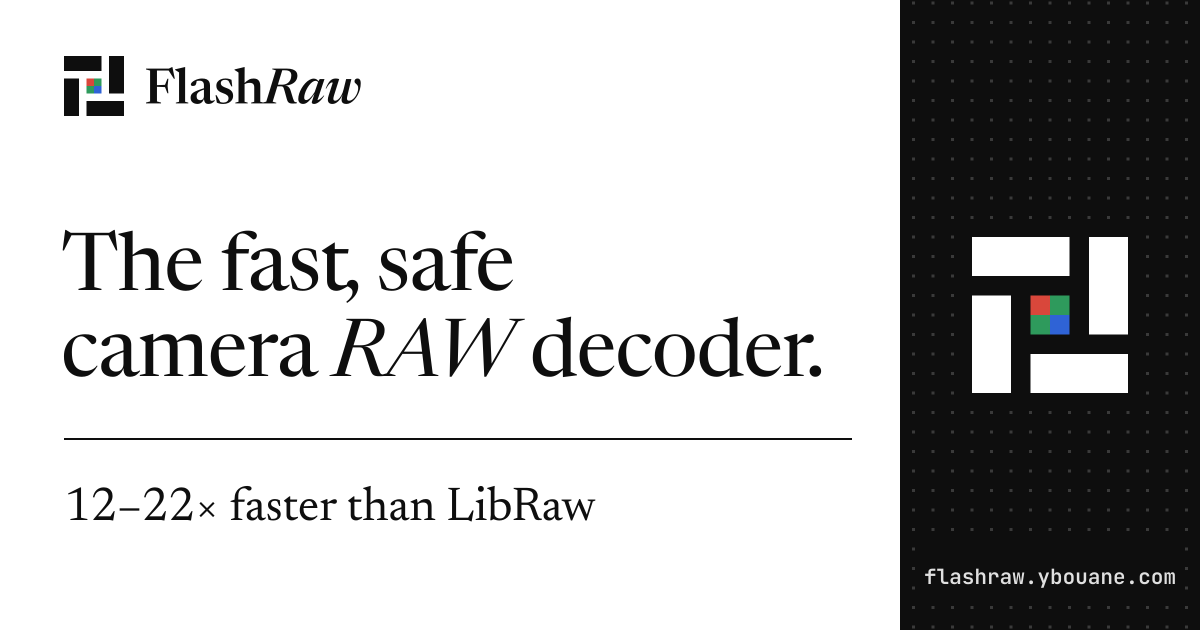 FlashRaw
The fast, safe
camera RAW decoder.
12–22× faster than LibRaw
flashraw.ybouane.com